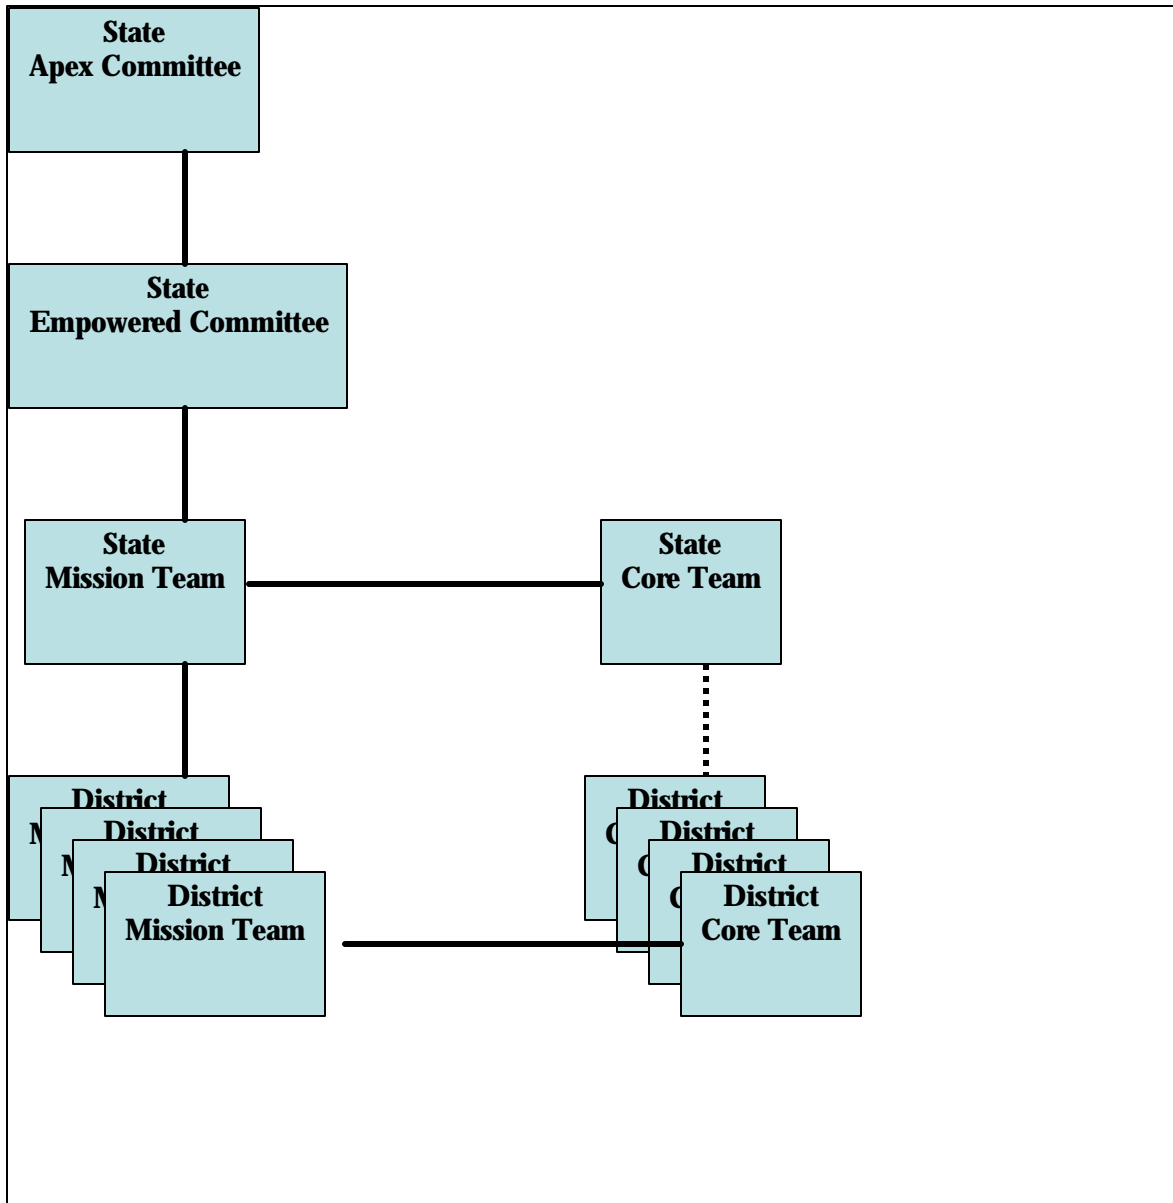 State
Apex Committee
State
Empowered Committee
State
Mission Team
State
Core Team
District
District
District
District
Mission Team
District
District
District
District
Core Team